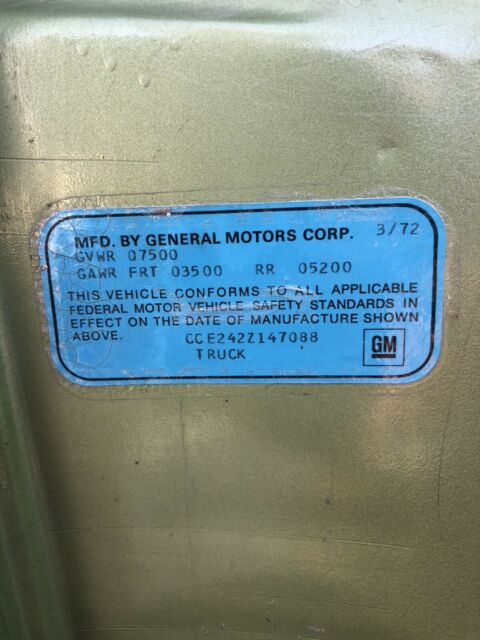 MFD. BY GENERAL MOTORS CORP. 3/72
GVWR 07500
GAWR FRT 03500 RR 05200
THIS VEHICLE CONFORMS TO ALL APPLICABLE
FEDERAL MOTOR VEHICLE SAFETY STANDARDS IN
EFFECT ON THE DATE OF MANUFACTURE SHOWN
ABOVE. CCE242Z147088
TRUCK GM